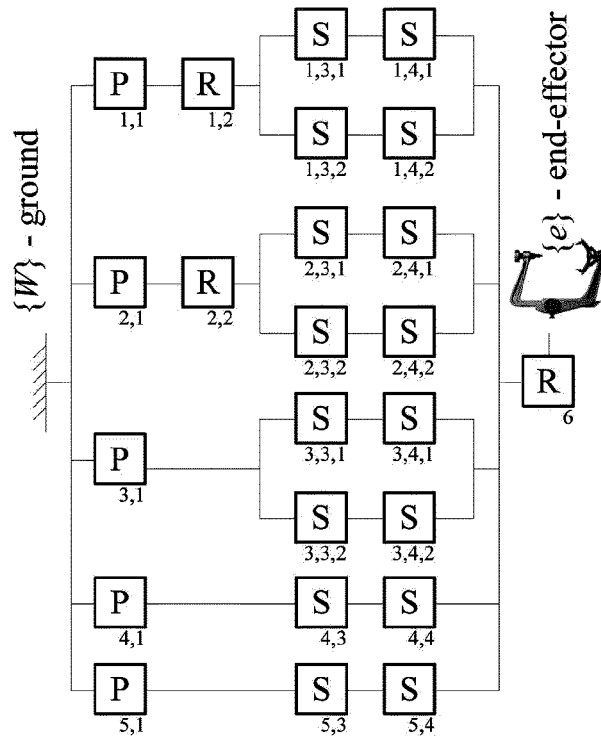 {W} - ground
{e} - end-effector
S S
1,3,1 1,4,1
P R
1,1 1,2
S S
1,3,2 1,4,2
S S
2,3,1 2,4,1
P R
2,1 2,2
S S
2,3,2 2,4,2
R
6
S S
3,3,1 3,4,1
P
3,1
S S
3,3,2 3,4,2
P S S
4,1 4,3 4,4
P S S
5,1 5,3 5,4